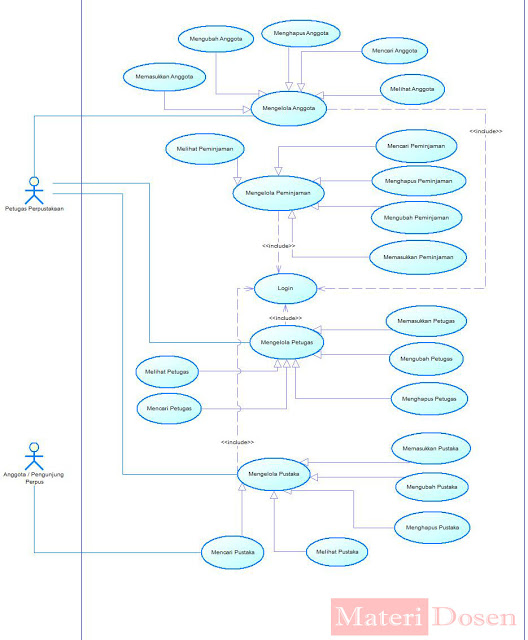 Menghapus Anggota
Mengubah Anggota
Mencari Anggota
Memasukkan Anggota
Melihat Anggota
Mengelola Anggota
<<include>>
Melihat Peminjaman
Mencari Peminjaman
Menghapus Peminjaman
Mengelola Peminjaman
Petugas Perpustakaan
Mengubah Peminjaman
<<include>>
Memasukkan Peminjaman
Login
<<include>>
Memasukkan Petugas
Mengelola Petugas
Mengubah Petugas
Melihat Petugas
Menghapus Petugas
Mencari Petugas
<<include>>
Memasukkan Pustaka
Anggota / Pengunjung
Perpus
Mengelola Pustaka
Mengubah Pustaka
Menghapus Pustaka
Mencari Pustaka
Melihat Pustaka
Materi Dosen